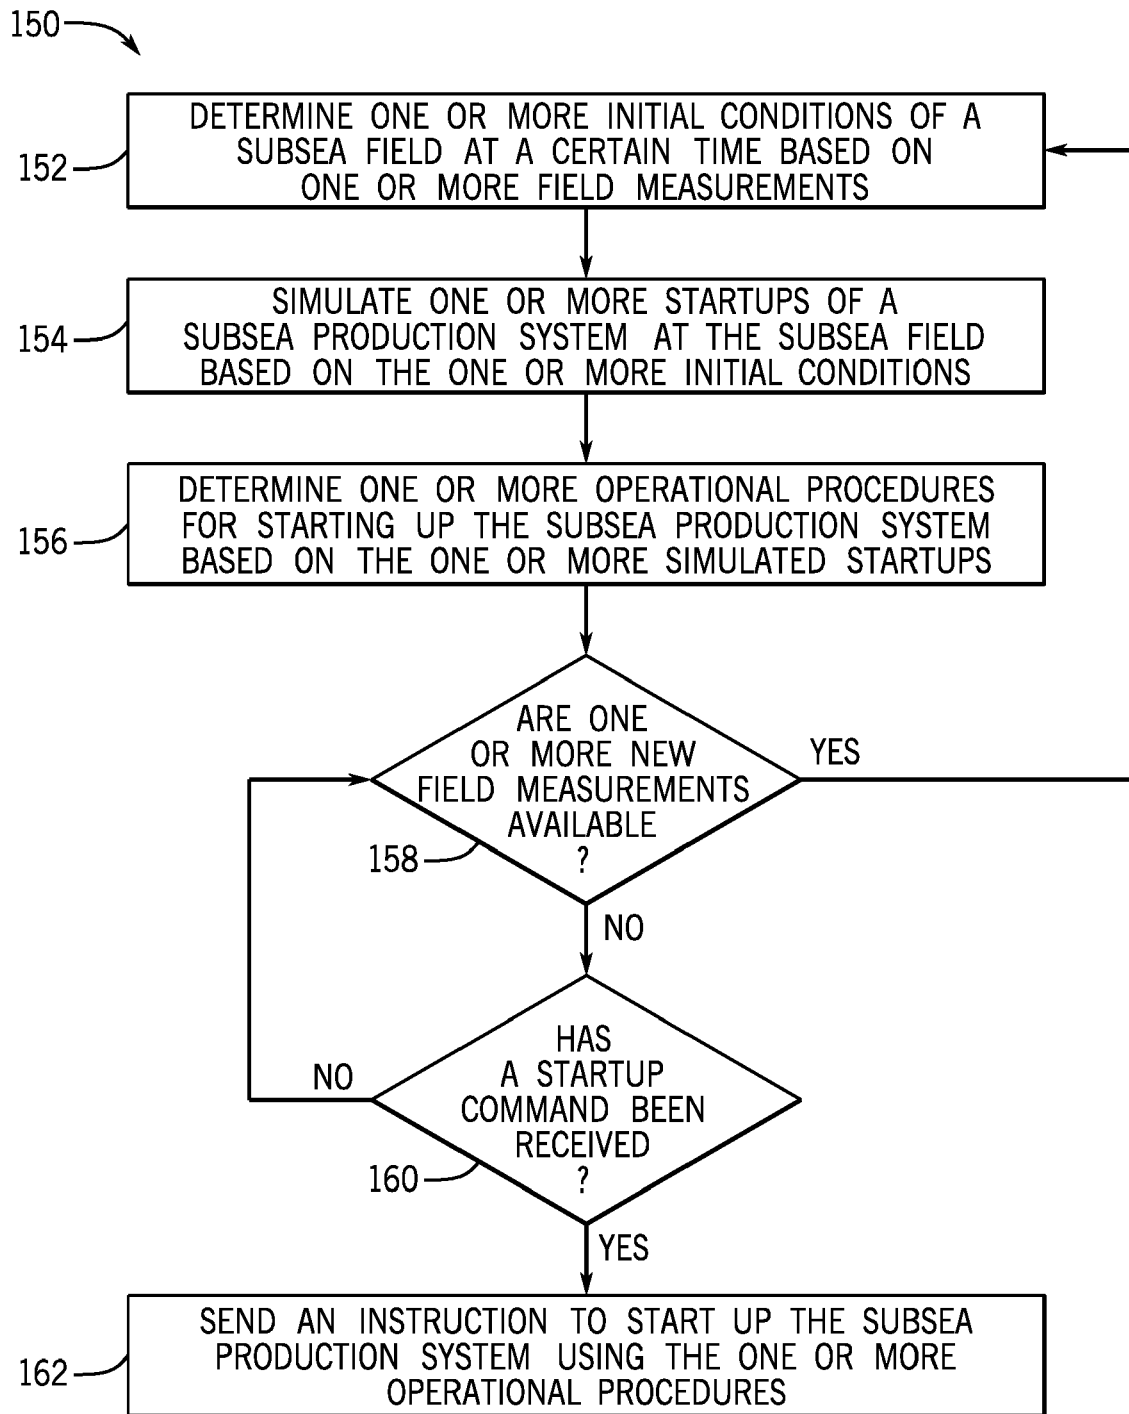 150
DETERMINE ONE OR MORE INITIAL CONDITIONS OF A
SUBSEA FIELD AT A CERTAIN TIME BASED ON
ONE OR MORE FIELD MEASUREMENTS
152
SIMULATE ONE OR MORE STARTUPS OF A
SUBSEA PRODUCTION SYSTEM AT THE SUBSEA FIELD
BASED ON THE ONE OR MORE INITIAL CONDITIONS
154
DETERMINE ONE OR MORE OPERATIONAL PROCEDURES
FOR STARTING UP THE SUBSEA PRODUCTION SYSTEM
BASED ON THE ONE OR MORE SIMULATED STARTUPS
156
ARE ONE
OR MORE NEW
FIELD MEASUREMENTS
AVAILABLE
?
YES
158
NO
HAS
A STARTUP
COMMAND BEEN
RECEIVED
?
NO
160
YES
SEND AN INSTRUCTION TO START UP THE SUBSEA
PRODUCTION SYSTEM USING THE ONE OR MORE
OPERATIONAL PROCEDURES
162